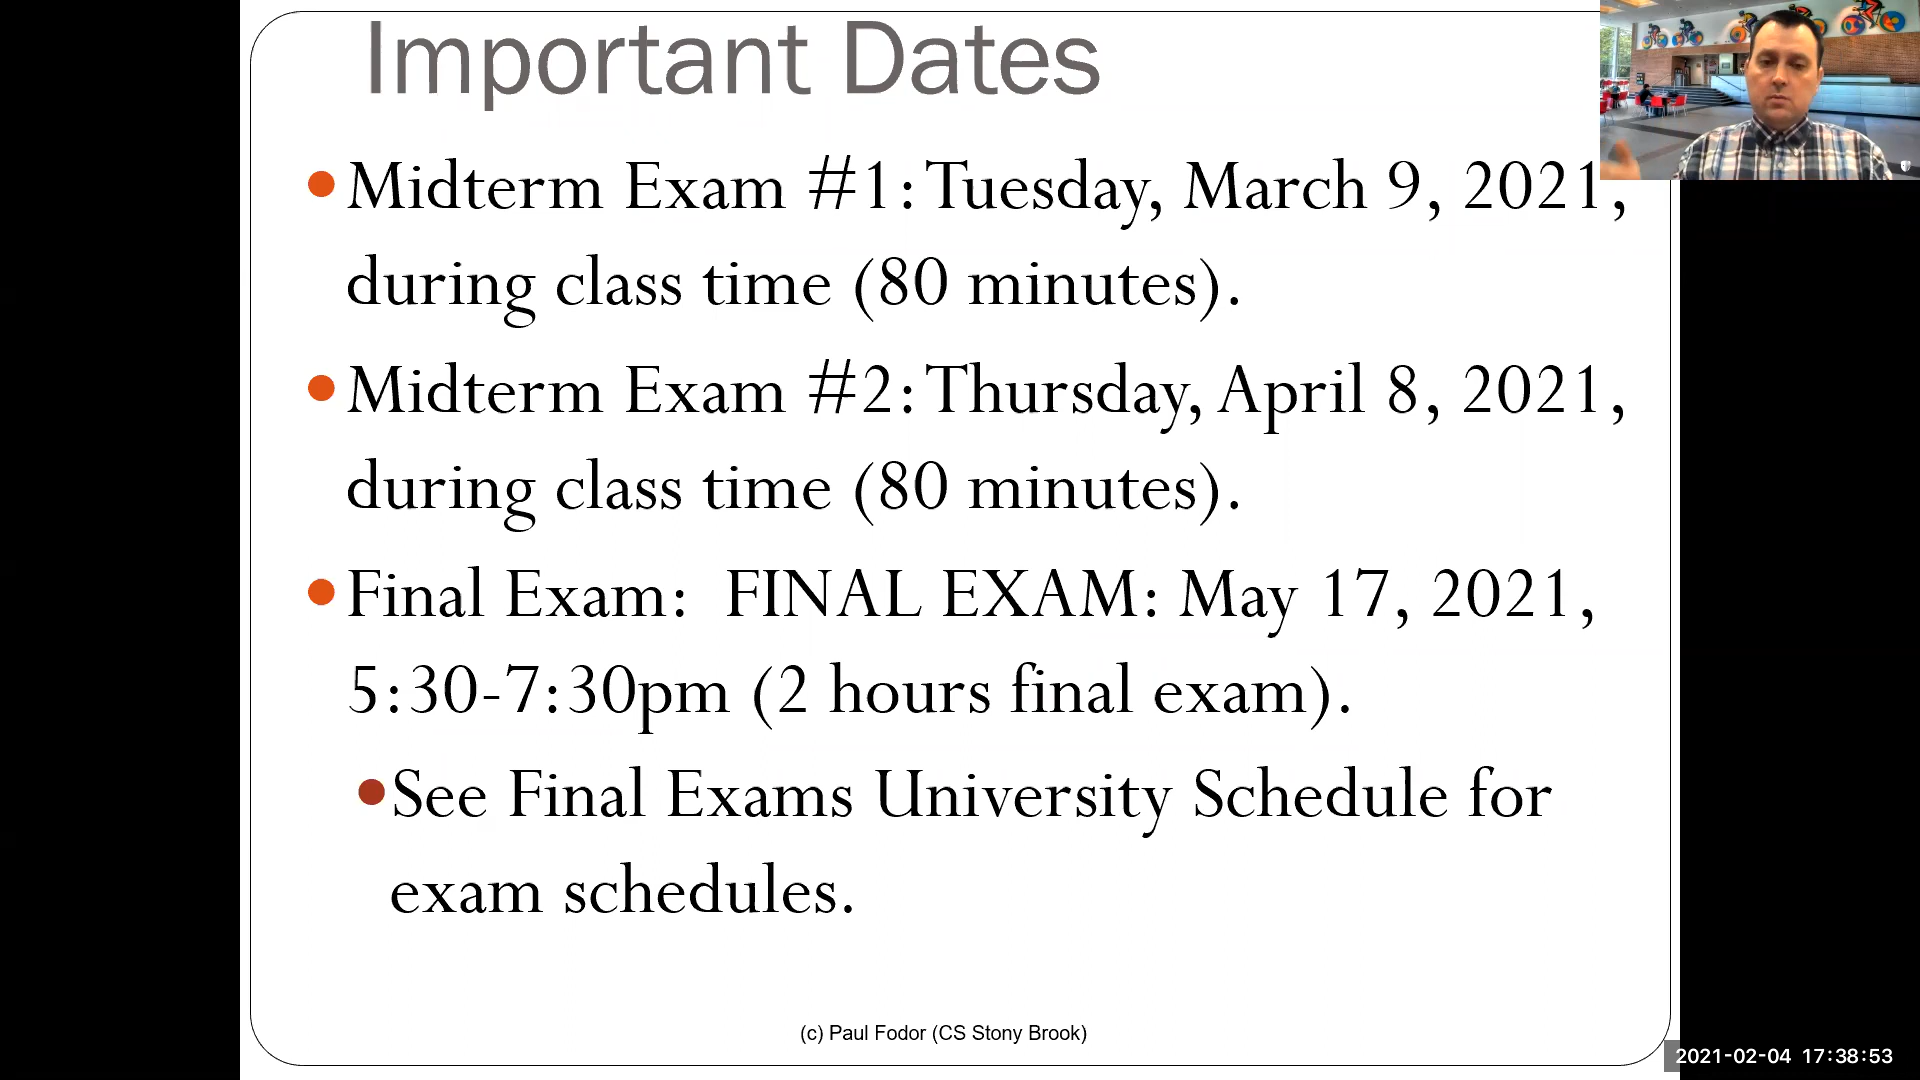 Important Dates
•Midterm Exam #1: Tuesday, March 9, 2021,
during class time (80 minutes).
•Midterm Exam #2: Thursday, April 8, 2021,
during class time (80 minutes).
•Final Exam:  FINAL EXAM: May 17, 2021,
5:30-7:30pm (2 hours final exam).
•See Final Exams University Schedule for
exam schedules.
(c) Paul Fodor (CS Stony Brook)
2021-02-04 17:38:53